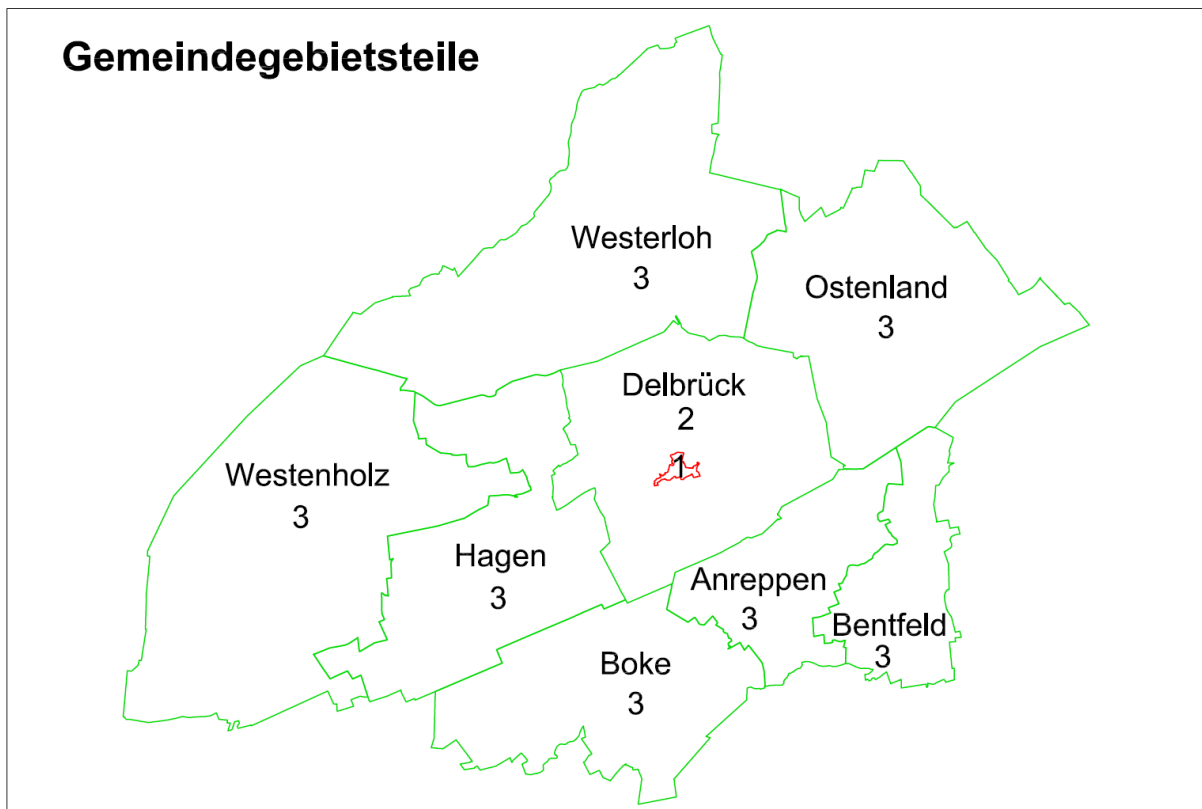 Gemeindegebietsteile
Westerloh
3
Ostenland
3
Delbrück
2
1
Westenholz
3
Hagen
3
Anreppen
3
Bentfeld
3
Boke
3